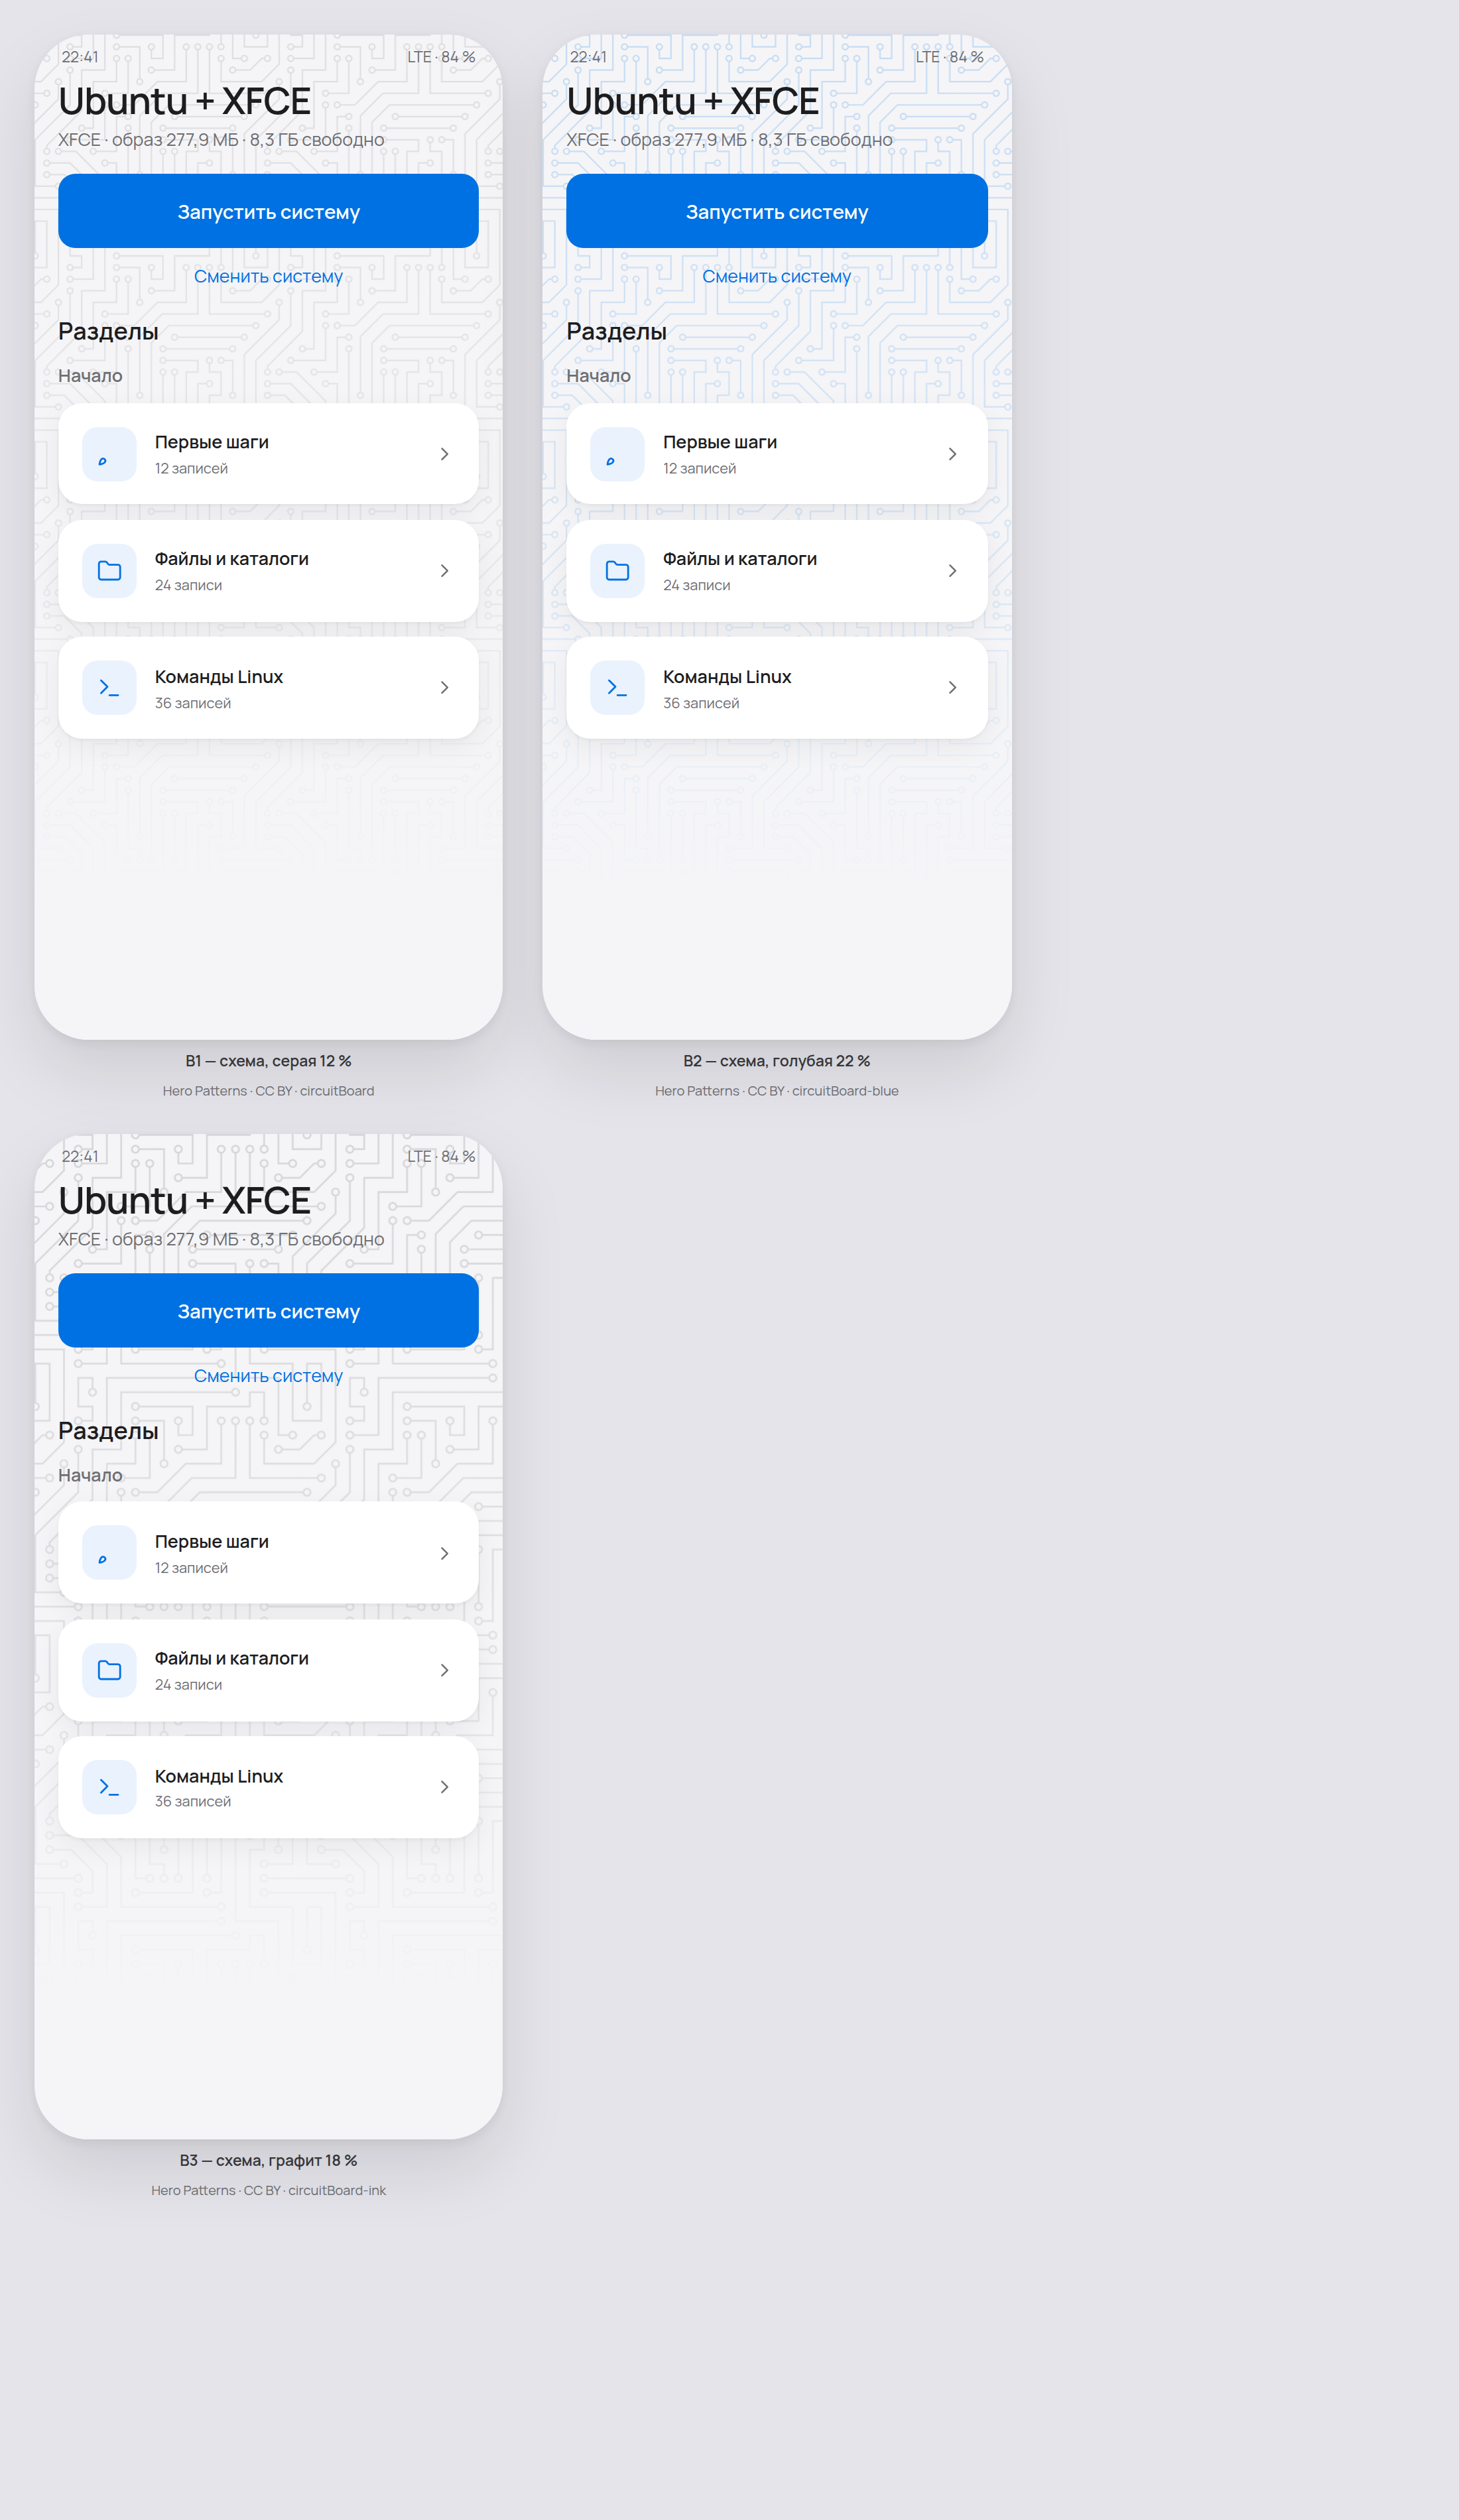 22:41
LTE · 84 %
Ubuntu + XFCE
XFCE · образ 277,9 МБ · 8,3 ГБ свободно
Запустить систему
Сменить систему
Разделы
Начало
Первые шаги
12 записей
Файлы и каталоги
24 записи
Команды Linux
36 записей
B1 — схема, серая 12 %
Hero Patterns · CC BY · circuitBoard
22:41
LTE · 84 %
Ubuntu + XFCE
XFCE · образ 277,9 МБ · 8,3 ГБ свободно
Запустить систему
Сменить систему
Разделы
Начало
Первые шаги
12 записей
Файлы и каталоги
24 записи
Команды Linux
36 записей
B2 — схема, голубая 22 %
Hero Patterns · CC BY · circuitBoard-blue
22:41
LTE · 84 %
Ubuntu + XFCE
XFCE · образ 277,9 МБ · 8,3 ГБ свободно
Запустить систему
Сменить систему
Разделы
Начало
Первые шаги
12 записей
Файлы и каталоги
24 записи
Команды Linux
36 записей
B3 — схема, графит 18 %
Hero Patterns · CC BY · circuitBoard-ink